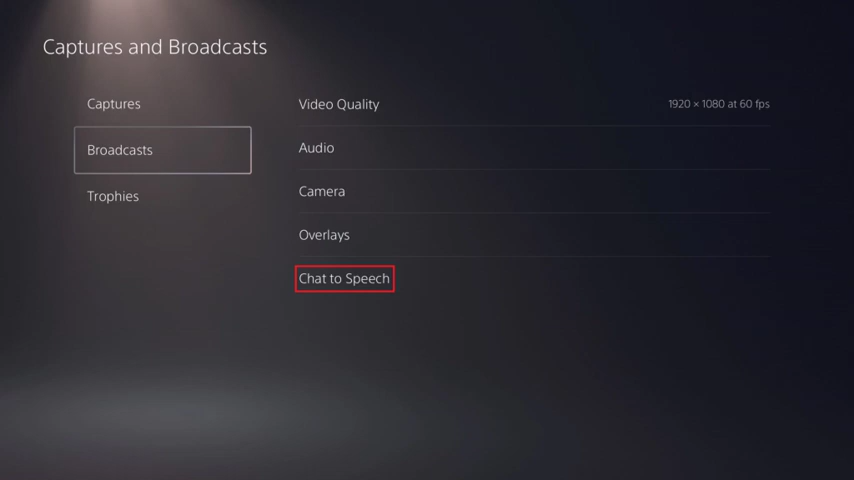 Captures and Broadcasts
Captures
Broadcasts
Trophies
Video Quality 1920 × 1080 at 60 fps
Audio
Camera
Overlays
Chat to Speech